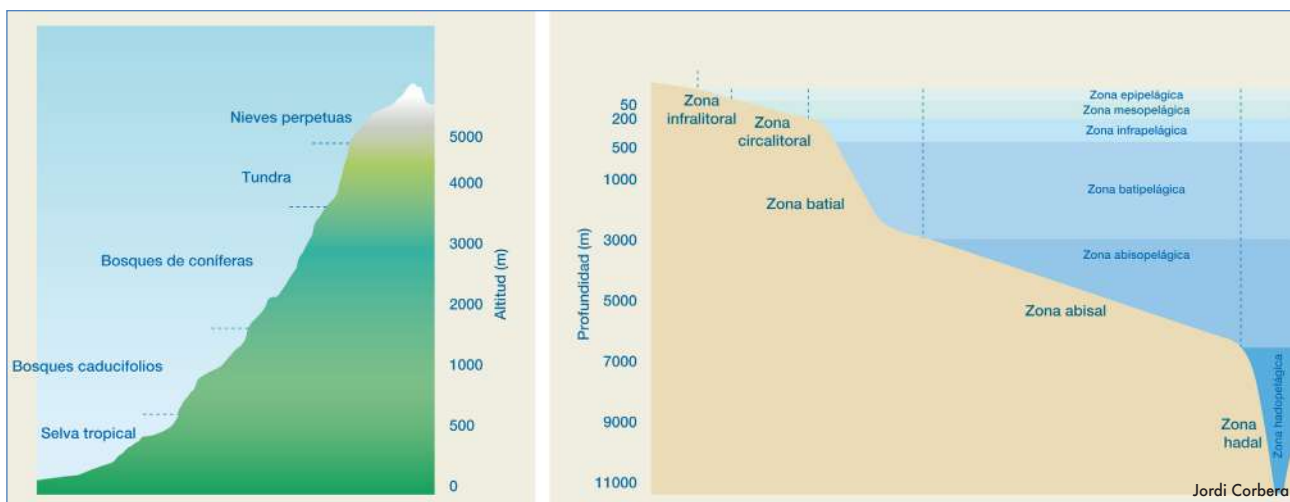 Nieves perpetuas
Tundra
Bosques de coníferas
Bosques caducifolios
Selva tropical
5000
4000
3000
2000
1000
500
0
Altitud (m)
Profundidad (m)
50
200
500
1000
3000
5000
7000
9000
11000
Zona
infralitoral
Zona
circalitoral
Zona batial
Zona abisal
Zona
hadal
Zona epipelágica
Zona mesopelágica
Zona infrapelágica
Zona batipelágica
Zona abisopelágica
Zona hadopelágica
Jordi Corbera